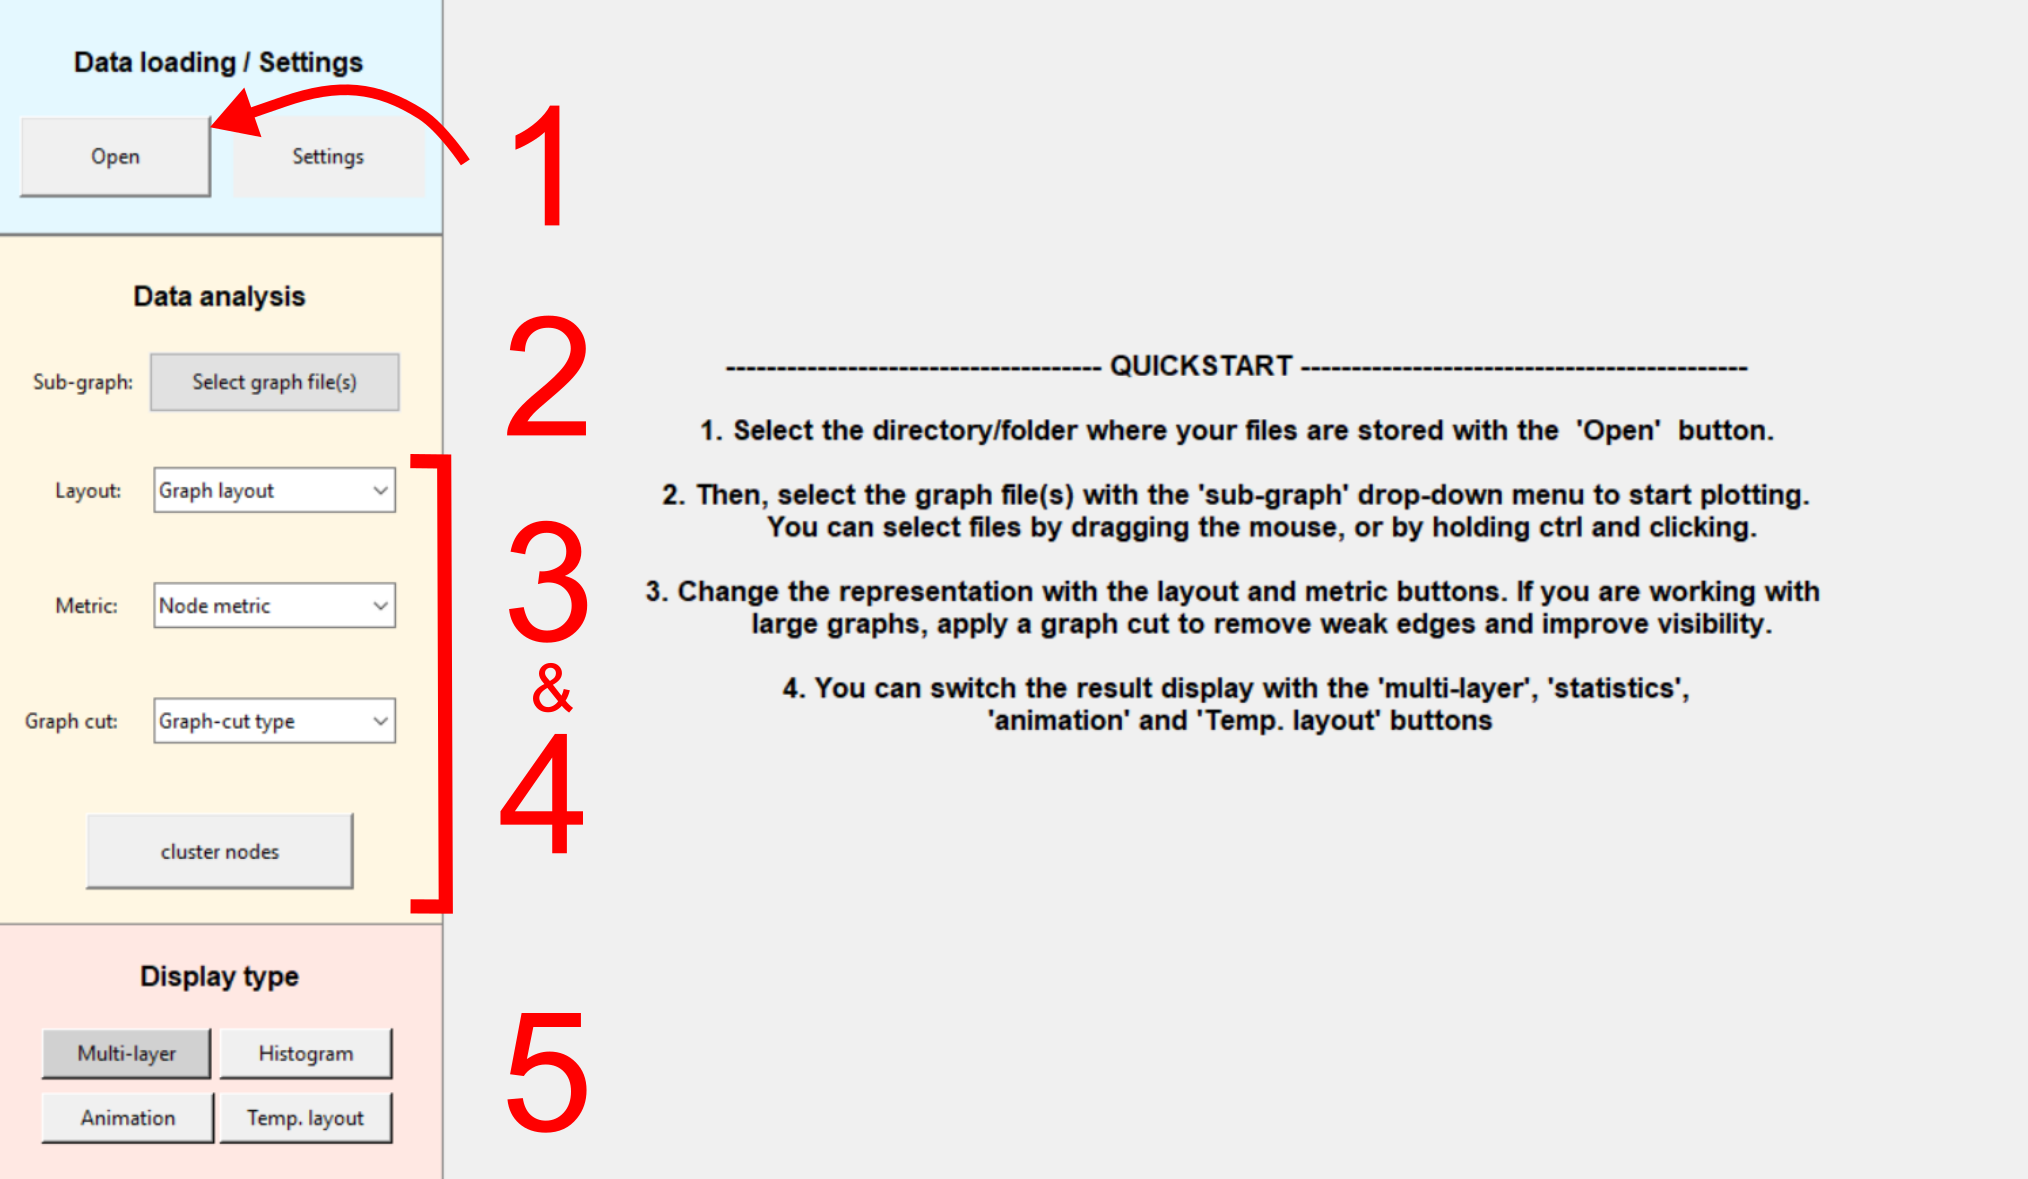 Data loading / Settings
Open
Settings
1
Data analysis
Sub-graph:
Select graph file(s)
2
Layout:
Graph layout
Metric:
Node metric
3
&
4
Graph cut:
Graph-cut type
cluster nodes
Display type
Multi-layer
Histogram
Animation
Temp. layout
5
------------------------------------- QUICKSTART --------------------------------------------
1. Select the directory/folder where your files are stored with the  'Open'  button.
2. Then, select the graph file(s) with the 'sub-graph' drop-down menu to start plotting.
You can select files by dragging the mouse, or by holding ctrl and clicking.
3. Change the representation with the layout and metric buttons. If you are working with
large graphs, apply a graph cut to remove weak edges and improve visibility.
4. You can switch the result display with the 'multi-layer', 'statistics',
'animation' and 'Temp. layout' buttons